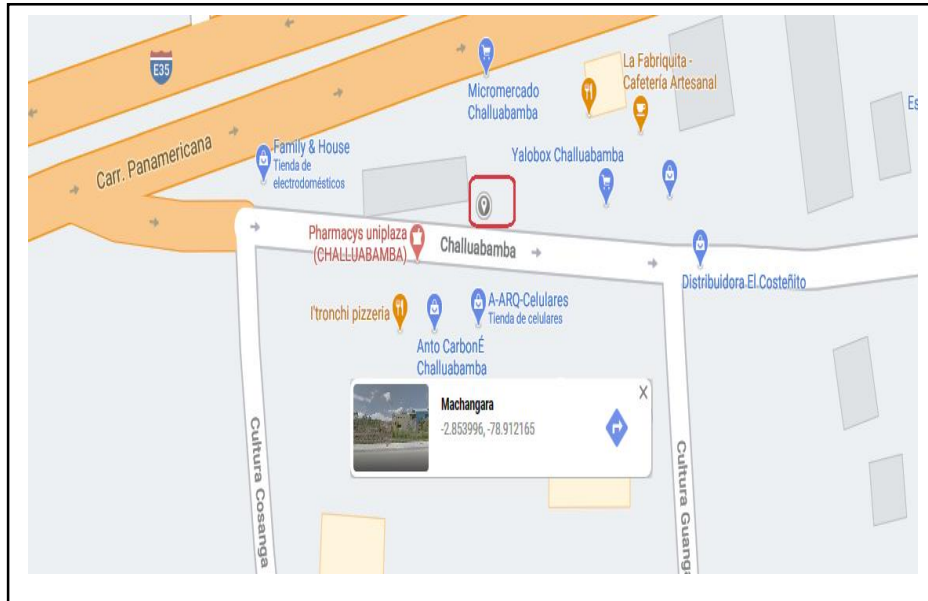 E35
Carr. Panamericana
Micromercado
Challuabamba
La Fabriquita -
Cafetería Artesanal
Family & House
Tienda de
electrodomésticos
Yalobox Challuabamba
Es
Pharmacys uniplaza
(CHALLUABAMBA)
Challuabamba
Distribuidora El Costeñito
I'tronchi pizzeria
A-ARQ-Celulares
Tienda de celulares
Anto CarbonÉ
Challuabamba
Machangara
-2.853996, -78.912165
X
Cultura Cosanga
Cultura Guanga